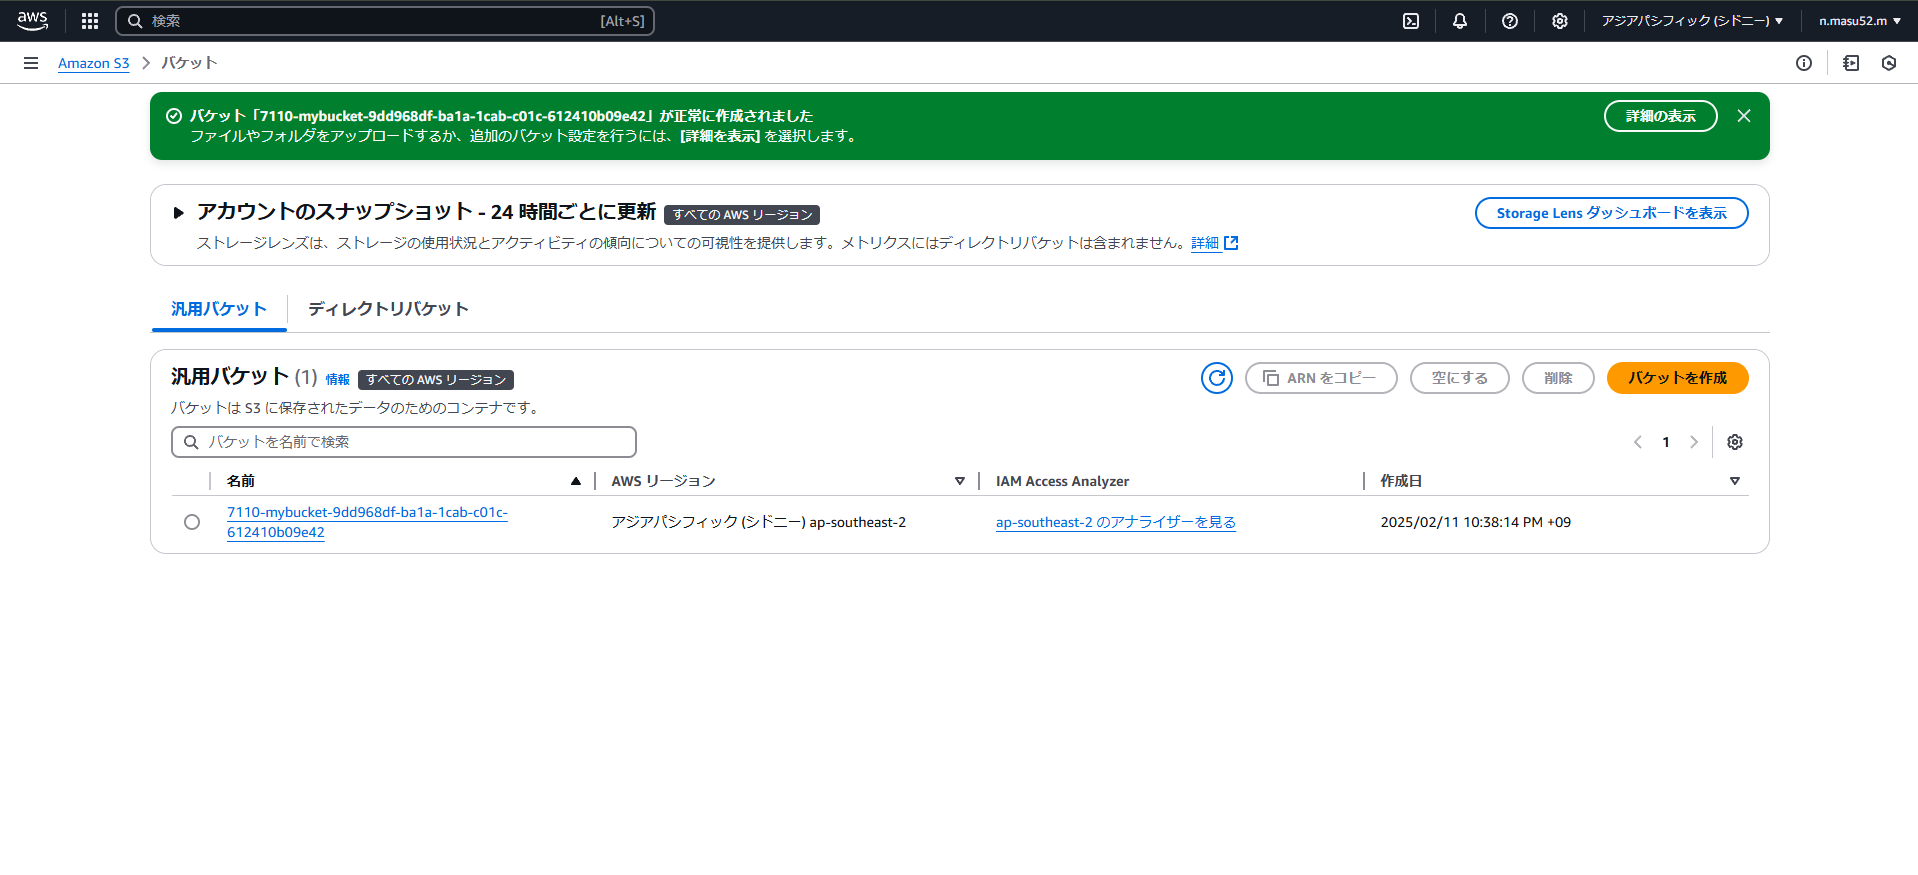 aws
検索 [Alt+S]
アジアパシフィック (シドニー) ▼
n.masu52.m ▼
Amazon S3 > バケット
バケット「7110-mybucket-9dd968df-ba1a-1cab-c01c-612410b09e42」が正常に作成されました
ファイルやフォルダをアップロードするか、追加のバケット設定を行うには、[詳細を表示] を選択します。
詳細の表示
アカウントのスナップショット - 24 時間ごとに更新 すべての AWS リージョン
Storage Lens ダッシュボードを表示
ストレージレンズは、ストレージの使用状況とアクティビティの傾向についての可視性を提供します。メトリクスにはディレクトリバケットは含まれません。詳細
汎用バケット
ディレクトリバケット
汎用バケット (1) 情報 すべての AWS リージョン
ARN をコピー
空にする
削除
バケットを作成
バケットは S3 に保存されたデータのためのコンテナです。
バケットを名前で検索
1
名前
AWS リージョン
IAM Access Analyzer
作成日
7110-mybucket-9dd968df-ba1a-1cab-c01c-
612410b09e42
アジアパシフィック (シドニー) ap-southeast-2
ap-southeast-2 のアナライザーを見る
2025/02/11 10:38:14 PM +09